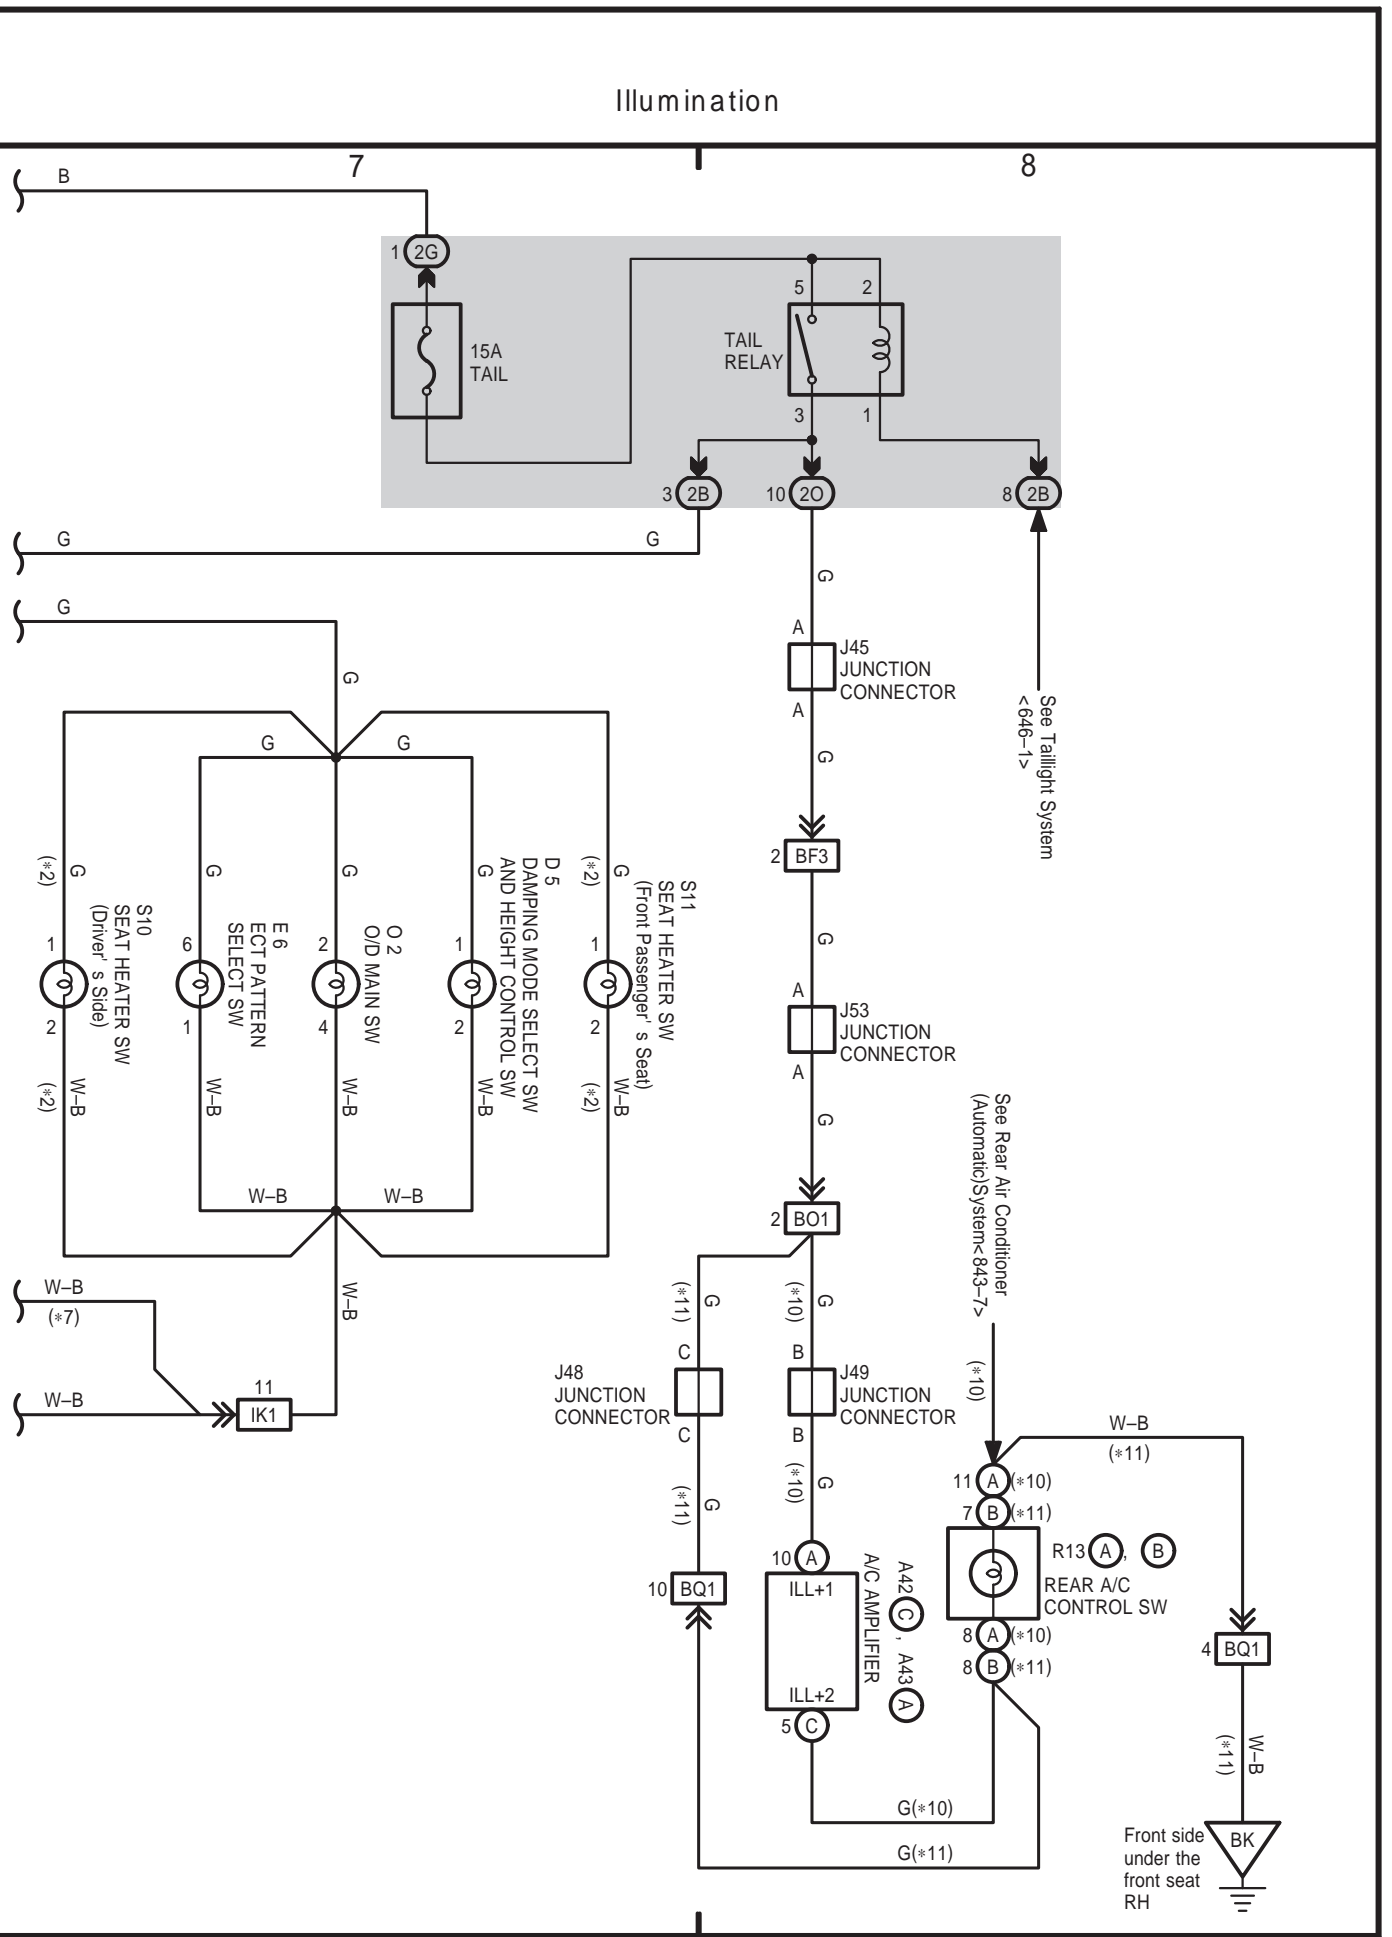 Illumination
7
8
B
1
2G
15A
TAIL
TAIL
RELAY
5
2
3
1
3
2B
10
2O
8
2B
G
G
G
G
A
J45
JUNCTION
CONNECTOR
A
G
See Taillight System
<646–1>
G
G
G
2
BF3
G
(*2)
G
G
G
G
G
(*2)
G
1
2
S10
SEAT HEATER SW
(Driver' s Side)
6
1
E 6
ECT PATTERN
SELECT SW
2
4
O 2
O/D MAIN SW
1
2
D 5
DAMPING MODE SELECT SW
AND HEIGHT CONTROL SW
1
2
S11
SEAT HEATER SW
(Front Passenger' s Seat)
A
J53
JUNCTION
CONNECTOR
A
G
W–B
(*2)
W–B
W–B
W–B
W–B
(*2)
W–B
W–B
See Rear Air Conditioner
(Automatic)System<843–7>
(*10)
2
BO1
W–B
(*7)
W–B
G
(*11)
G
(*10)
W–B
11
IK1
C
J48
JUNCTION
CONNECTOR
C
B
J49
JUNCTION
CONNECTOR
B
G
(*11)
G
(*10)
W–B
(*11)
11
A
(*10)
7
B
(*11)
R13
A
,
B
REAR A/C
CONTROL SW
8
A
(*10)
8
B
(*11)
10
BQ1
10
A
ILL+1
ILL+2
5
C
A42
C
, A43
A
A/C AMPLIFIER
4
BQ1
W–B
(*11)
G(*10)
G(*11)
Front side
under the
front seat
RH
BK